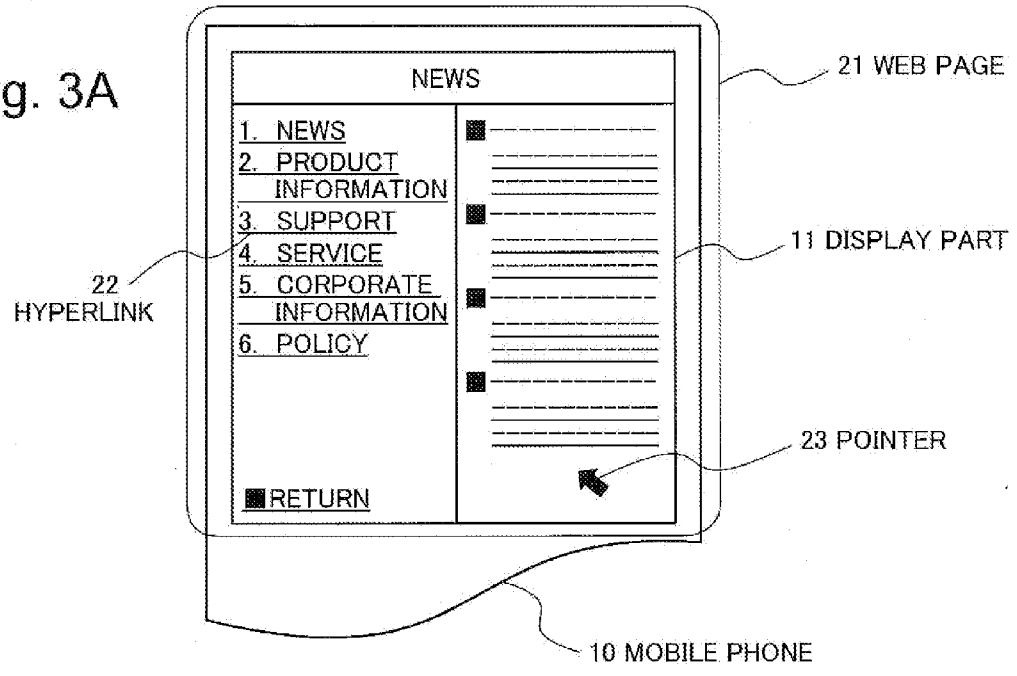 g. 3A
NEWS
1. NEWS
2. PRODUCT
INFORMATION
3. SUPPORT
4. SERVICE
5. CORPORATE
INFORMATION
6. POLICY
■RETURN
21 WEB PAGE
11 DISPLAY PART
22
HYPERLINK
23 POINTER
10 MOBILE PHONE